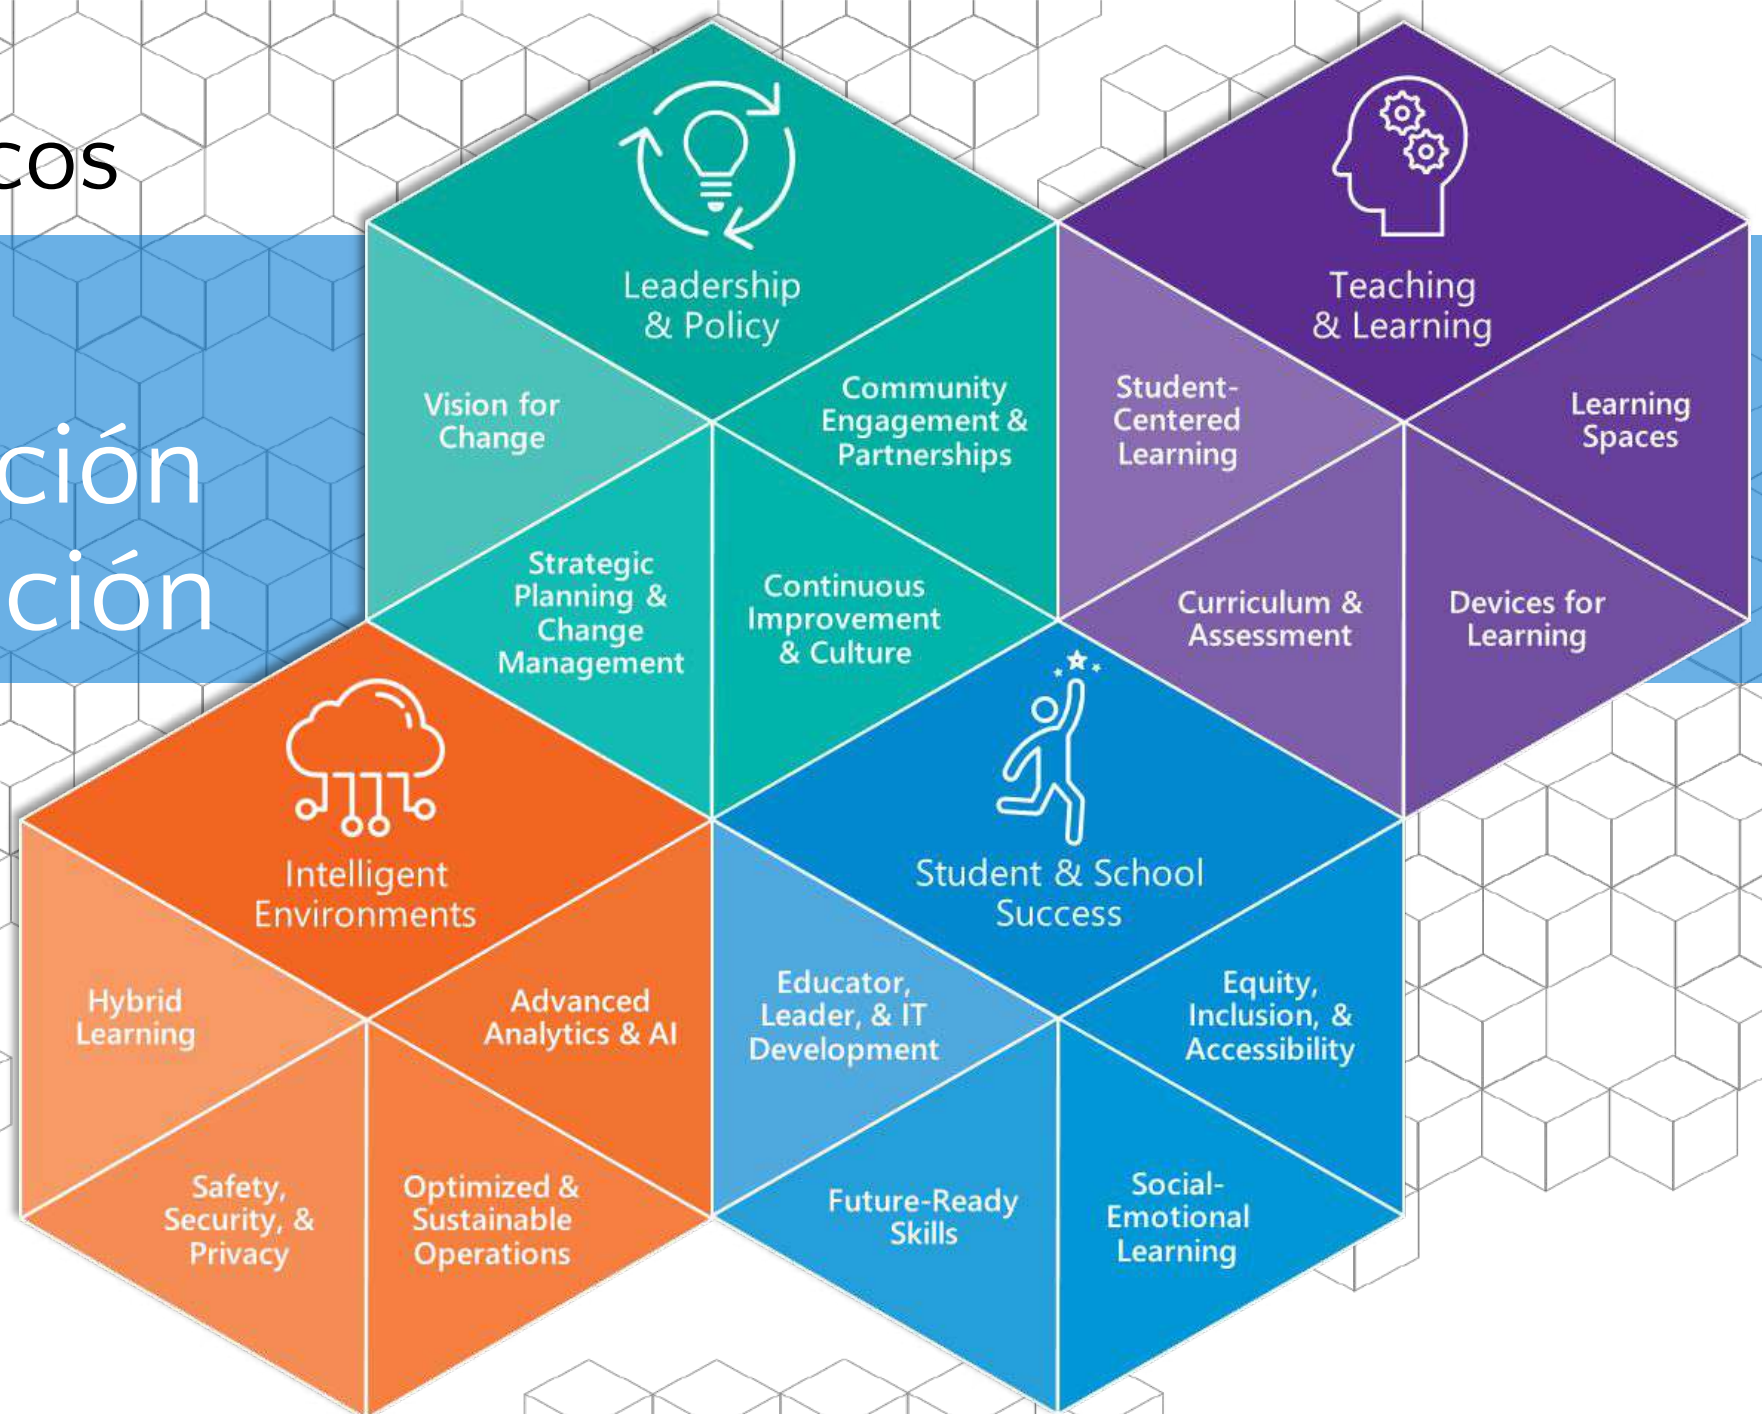 cos
ción
ción
Leadership
& Policy
Vision for
Change
Community
Engagement &
Partnerships
Strategic
Planning &
Change
Management
Continuous
Improvement
& Culture
Teaching
& Learning
Student-
Centered
Learning
Learning
Spaces
Curriculum &
Assessment
Devices for
Learning
Intelligent
Environments
Hybrid
Learning
Advanced
Analytics & AI
Safety,
Security, &
Privacy
Optimized &
Sustainable
Operations
Student & School
Success
Educator,
Leader, & IT
Development
Equity,
Inclusion, &
Accessibility
Future-Ready
Skills
Social-
Emotional
Learning